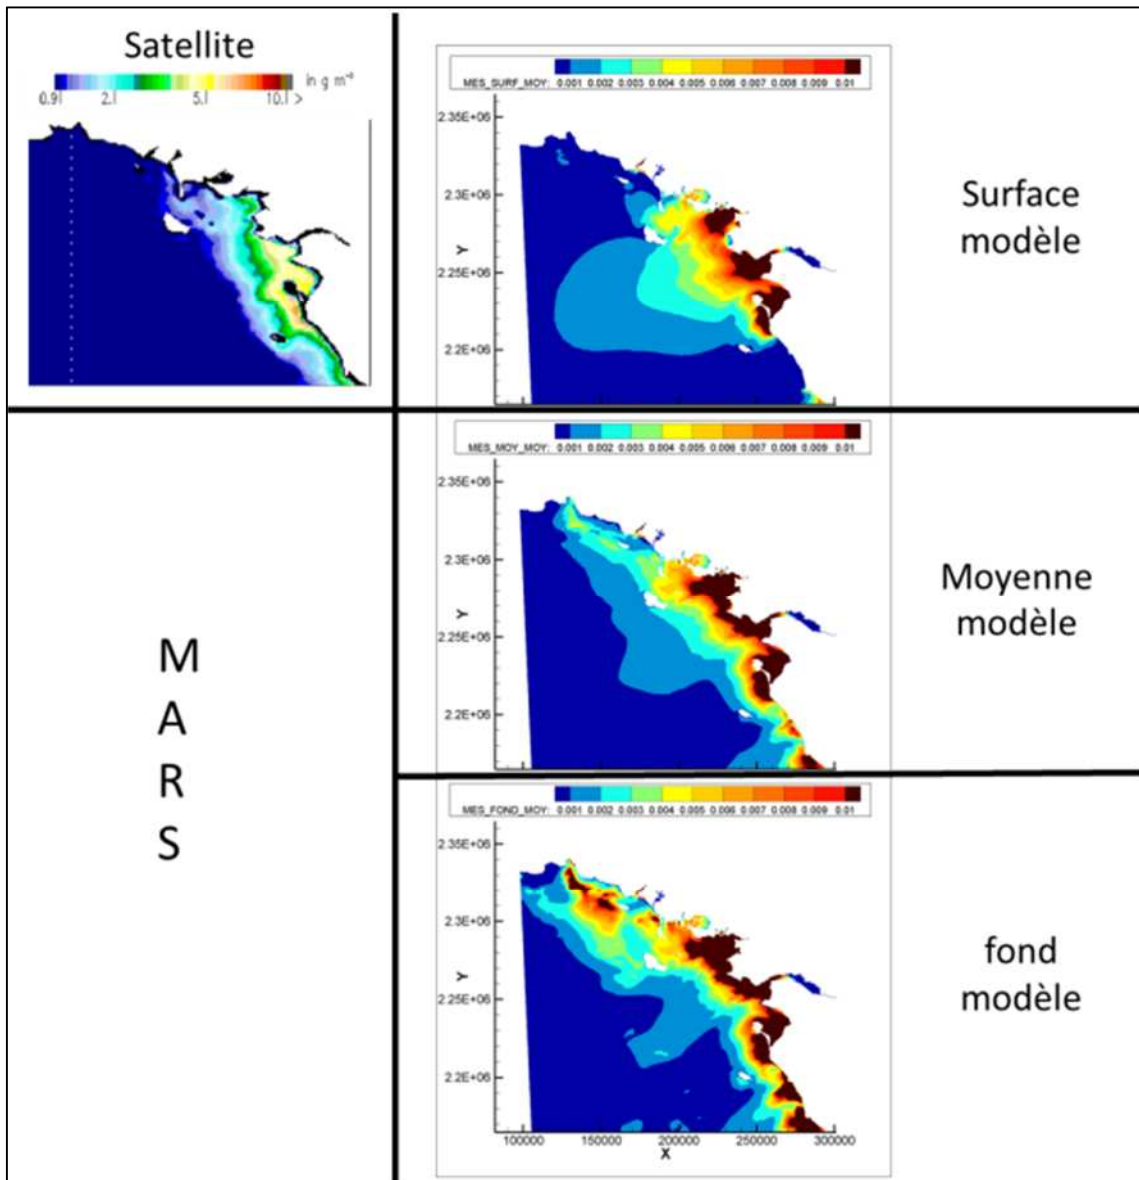 Satellite
in g m⁻³
0.9 2. 5. 10. >
MES_SURF_MOY: 0.001 0.002 0.003 0.004 0.005 0.006 0.007 0.008 0.009 0.01
2.35E+06
2.3E+06
Y
2.25E+06
2.2E+06
Surface
modèle
MES_MOY_MOY: 0.001 0.002 0.003 0.004 0.005 0.006 0.007 0.008 0.009 0.01
2.35E+06
2.3E+06
Y
2.25E+06
2.2E+06
Moyenne
modèle
M
A
R
S
MES_FOND_MOY: 0.001 0.002 0.003 0.004 0.005 0.006 0.007 0.008 0.009 0.01
2.35E+06
2.3E+06
Y
2.25E+06
2.2E+06
100000 150000 200000 250000 300000
X
fond
modèle